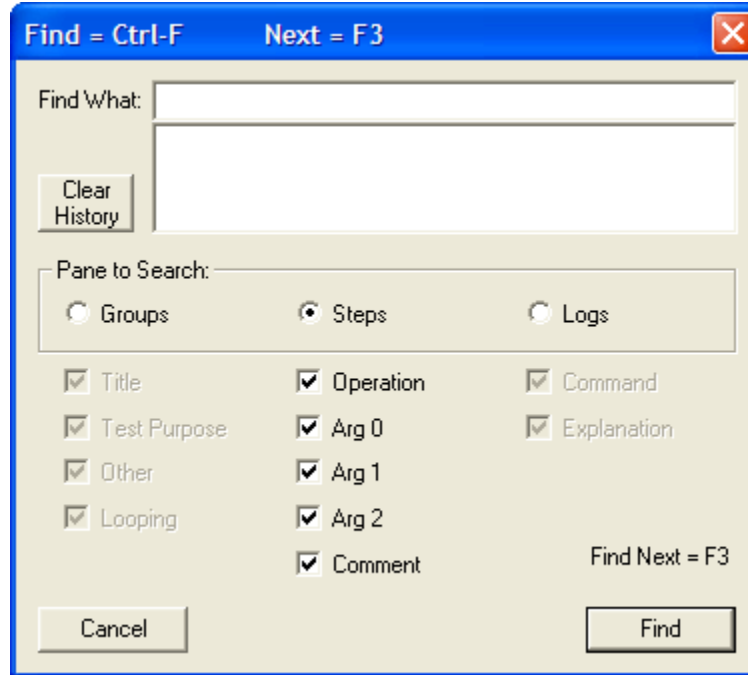 Find = Ctrl-F Next = F3
Find What:
Clear
History
Pane to Search:
Groups Steps Logs
Title Operation Command
Test Purpose Arg 0 Explanation
Other Arg 1
Looping Arg 2
Comment Find Next = F3
Cancel Find